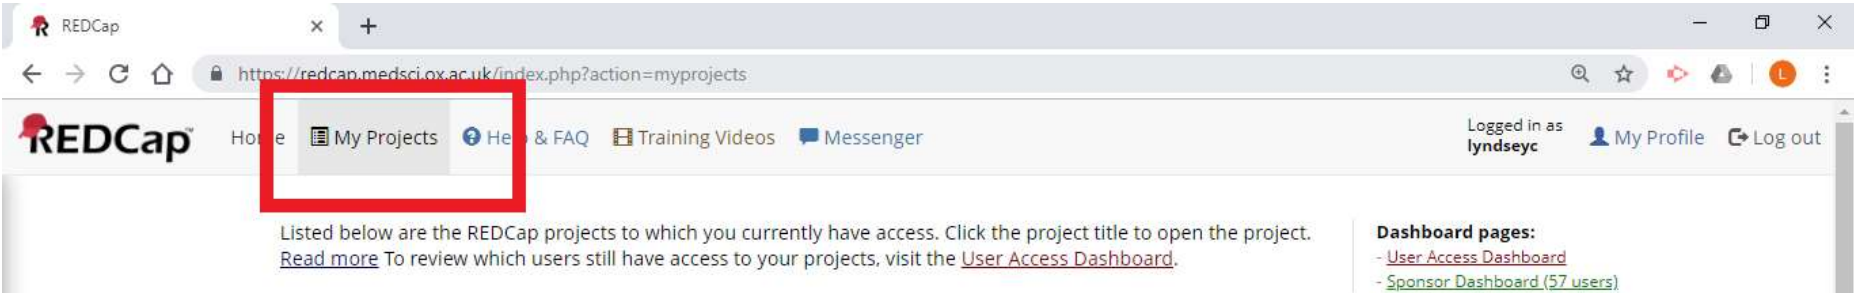 REDCap
https://redcap.medsci.ox.ac.uk/index.php?action=myprojects
L
REDCap Home My Projects Help & FAQ Training Videos Messenger Logged in as lyndseyc My Profile Log out
Listed below are the REDCap projects to which you currently have access. Click the project title to open the project.
Read more To review which users still have access to your projects, visit the User Access Dashboard.
Dashboard pages:
- User Access Dashboard
- Sponsor Dashboard (57 users)